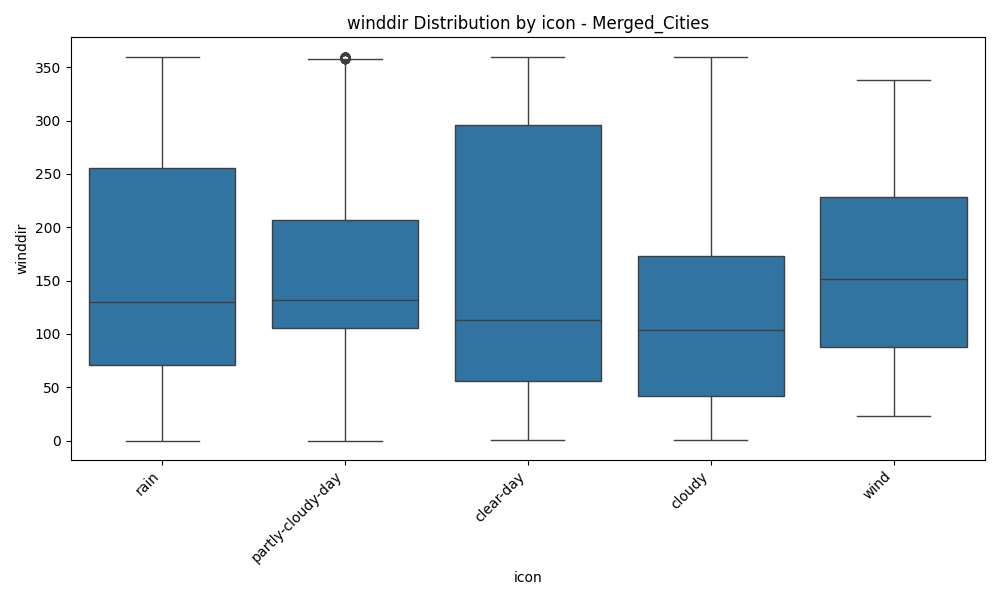 winddir Distribution by icon - Merged_Cities
winddir
350
300
250
200
150
100
50
0
rain
partly-cloudy-day
clear-day
cloudy
wind
icon